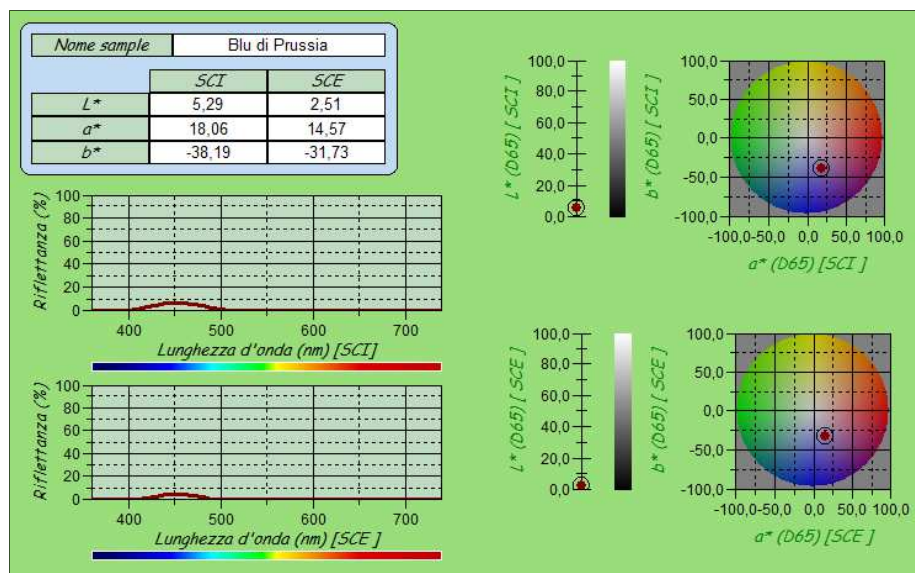 Nome sample Blu di Prussia
SCI SCE
L* 5,29 2,51
a* 18,06 14,57
b* -38,19 -31,73
Riflettanza (%)
100
80
60
40
20
0
400 500 600 700
Lunghezza d'onda (nm) [SCI]
Riflettanza (%)
100
80
60
40
20
0
400 500 600 700
Lunghezza d'onda (nm) [SCE ]
L* (D65) [ SCI ]
100,0
80,0
60,0
40,0
20,0
0,0
b* (D65) [ SCI ]
100,0
50,0
0,0
-50,0
-100,0
-100,0-50,0 0,0 50,0 100,0
a* (D65) [SCI ]
L* (D65) [ SCE ]
100,0
80,0
60,0
40,0
20,0
0,0
b* (D65) [ SCE ]
100,0
50,0
0,0
-50,0
-100,0
-100,0-50,0 0,0 50,0 100,0
a* (D65) [SCE ]